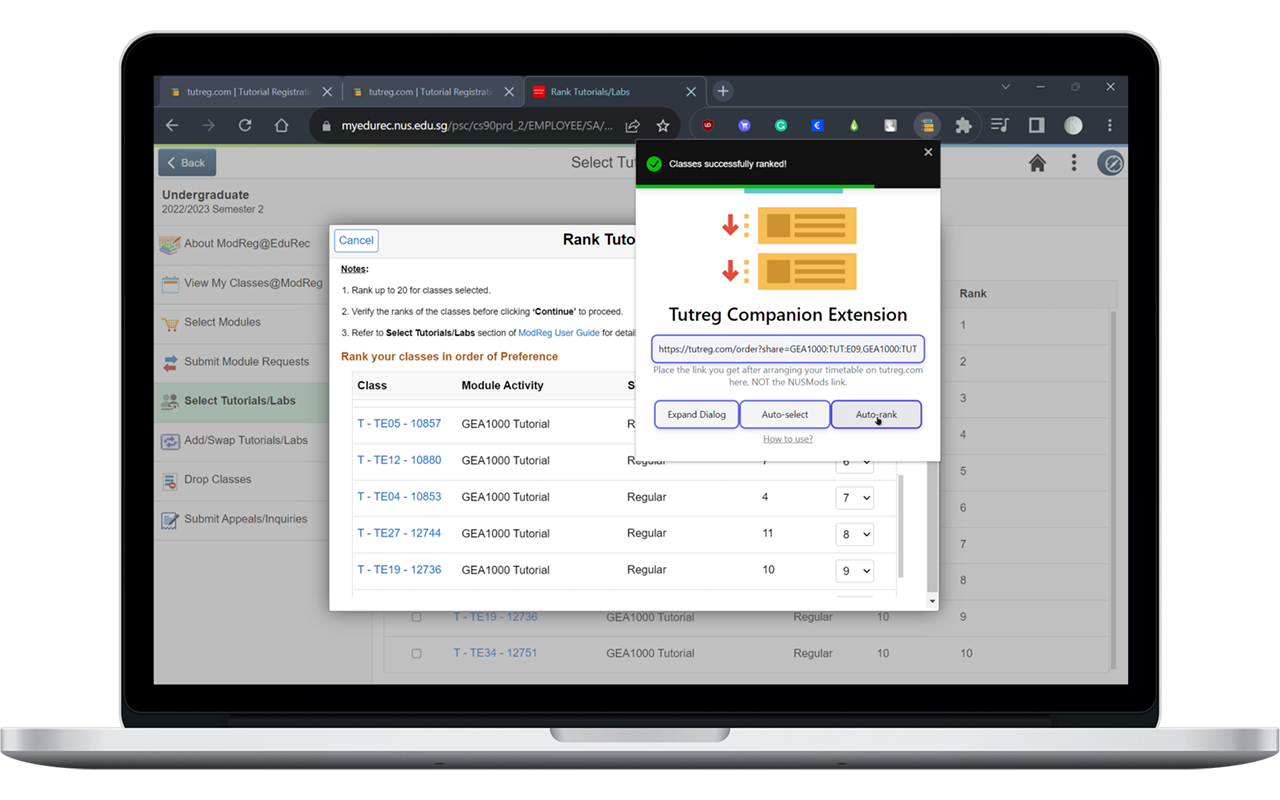 tutreg.com | Tutorial Registrati
tutreg.com | Tutorial Registrati
Rank Tutorials/Labs
myedurec.nus.edu.sg/psc/cs90prd_2/EMPLOYEE/SA/...
Back
Select Tu
Undergraduate
2022/2023 Semester 2
About ModReg@EduRec
View My Classes@ModReg
Select Modules
Submit Module Requests
Select Tutorials/Labs
Add/Swap Tutorials/Labs
Drop Classes
Submit Appeals/Inquiries
Cancel
Rank Tuto
Notes:
1. Rank up to 20 for classes selected.
2. Verify the ranks of the classes before clicking ‘Continue’ to proceed.
3. Refer to Select Tutorials/Labs section of ModReg User Guide for detai
Rank your classes in order of Preference
Class Module Activity S
T - TE05 - 10857 GEA1000 Tutorial R
T - TE12 - 10880 GEA1000 Tutorial Regular 7 6
T - TE04 - 10853 GEA1000 Tutorial Regular 4 7
T - TE27 - 12744 GEA1000 Tutorial Regular 11 8
T - TE19 - 12736 GEA1000 Tutorial Regular 10 9
Classes successfully ranked!
Tutreg Companion Extension
https://tutreg.com/order?share=GEA1000:TUT:E09,GEA1000:TUT
Place the link you get after arranging your timetable on tutreg.com
here, NOT the NUSMods link.
Expand Dialog
Auto-select
Auto-rank
How to use?
Rank
1
2
3
4
5
6
7
8
T - TE19 - 12736 GEA1000 Tutorial Regular 10 9
T - TE34 - 12751 GEA1000 Tutorial Regular 10 10